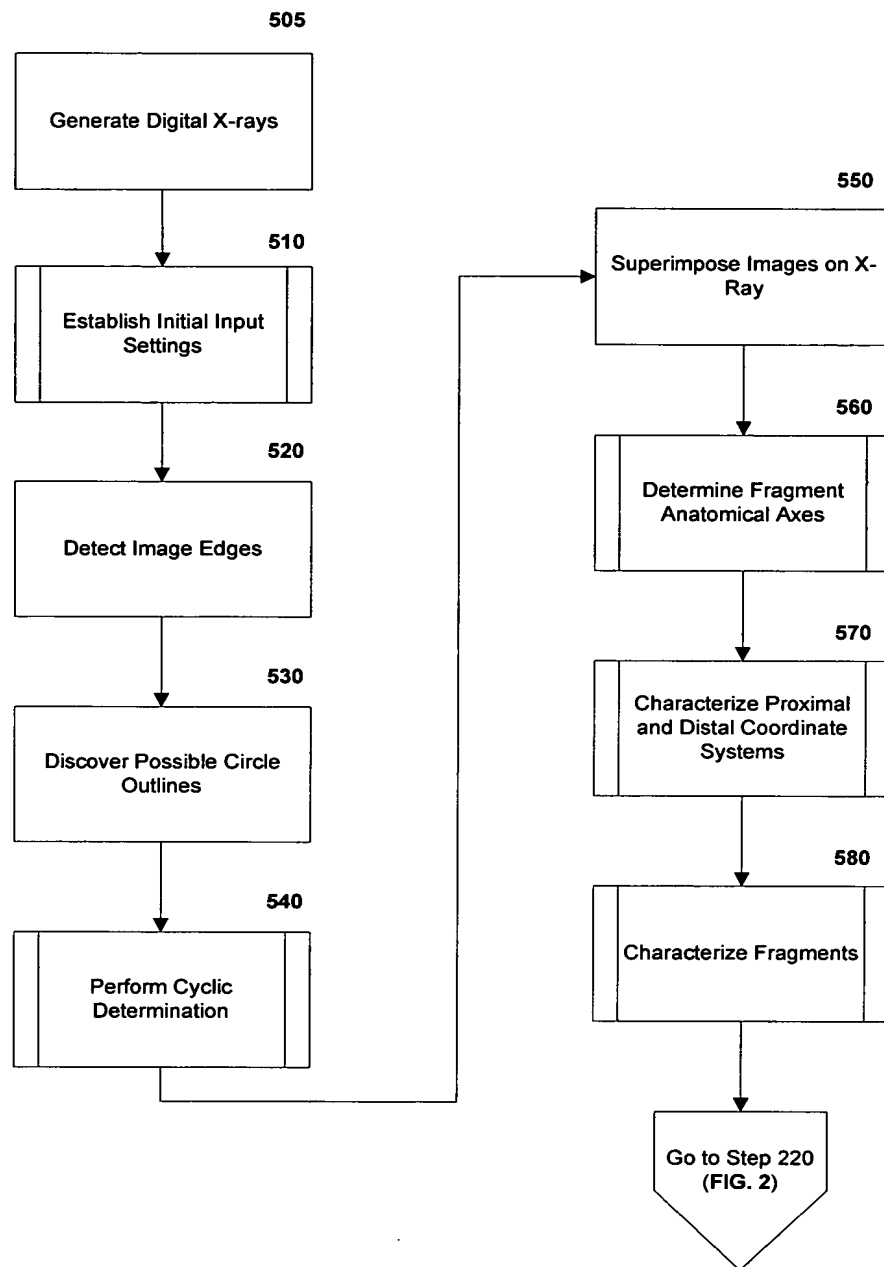 505
Generate Digital X-rays
510
Establish Initial Input
Settings
520
Detect Image Edges
530
Discover Possible Circle
Outlines
540
Perform Cyclic
Determination
550
Superimpose Images on X-
Ray
560
Determine Fragment
Anatomical Axes
570
Characterize Proximal
and Distal Coordinate
Systems
580
Characterize Fragments
Go to Step 220
(FIG. 2)